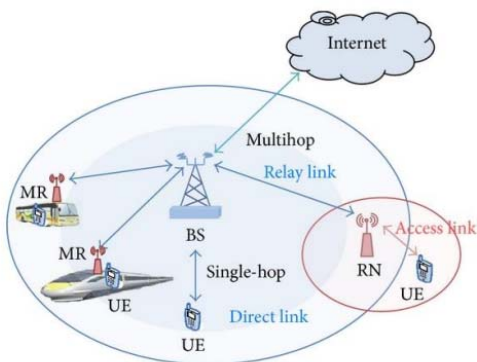 Internet
Multihop
Relay link
MR
BS
Access link
MR
RN
Single-hop
UE
UE
Direct link
UE